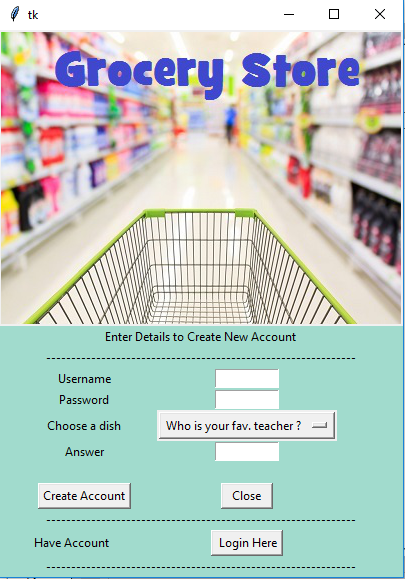 tk
Grocery Store
Enter Details to Create New Account
------------------------------------------------------------
Username
Password
Choose a dish Who is your fav. teacher ?
Answer
Create Account Close
------------------------------------------------------------
Have Account Login Here
------------------------------------------------------------